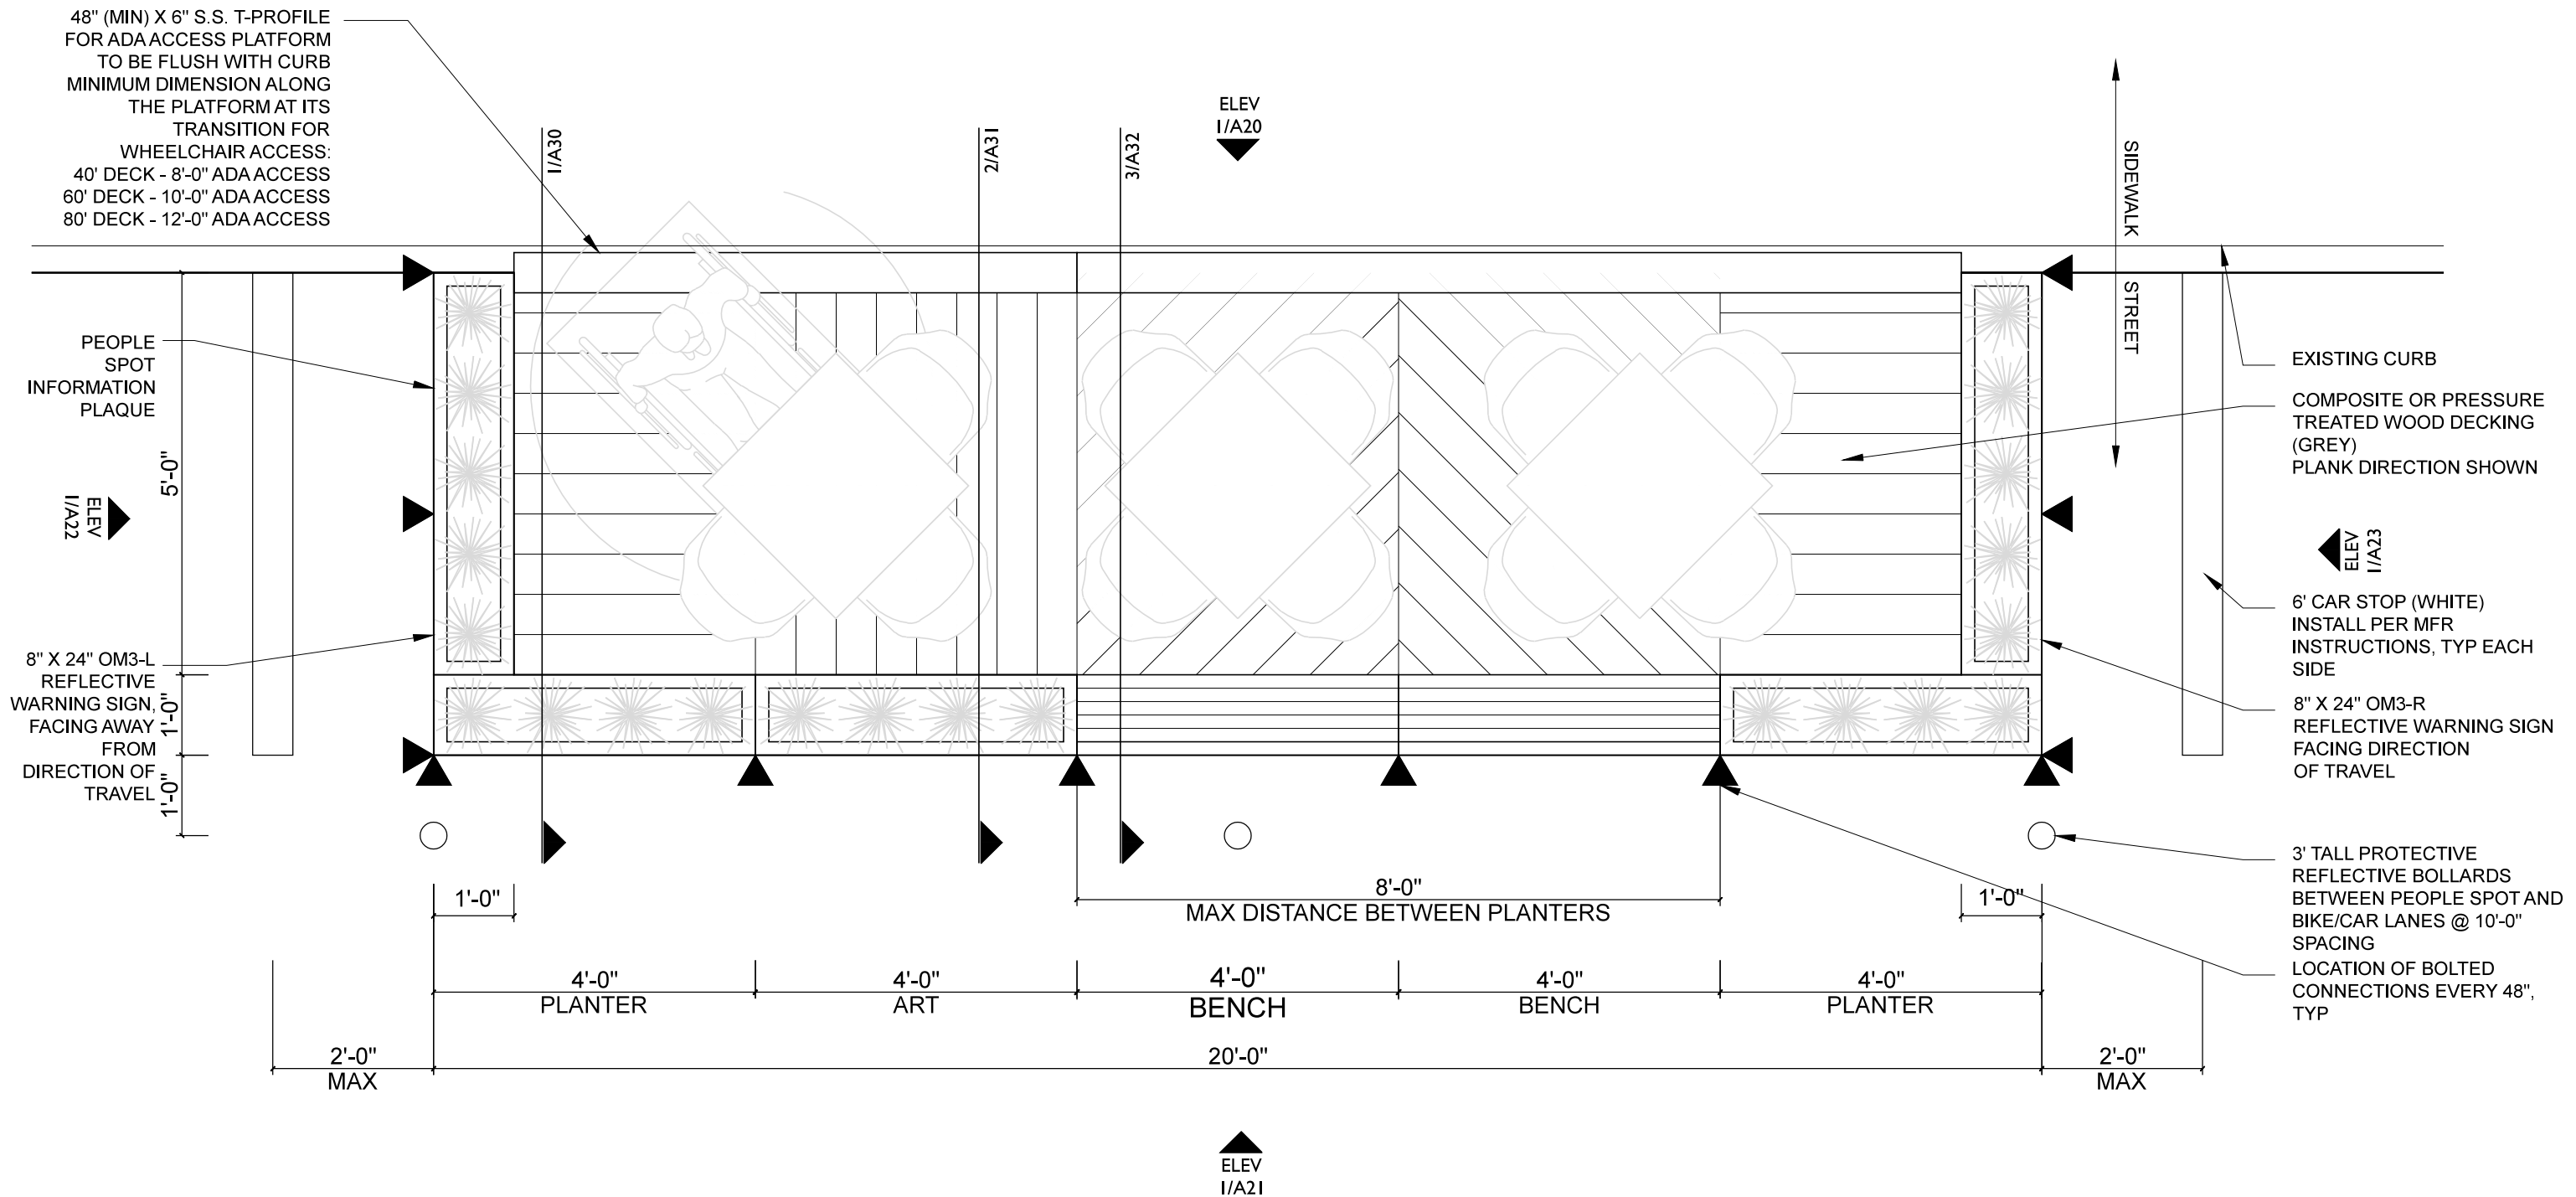 48" (MIN) X 6" S.S. T-PROFILE
FOR ADA ACCESS PLATFORM
TO BE FLUSH WITH CURB
MINIMUM DIMENSION ALONG
THE PLATFORM AT ITS
TRANSITION FOR
WHEELCHAIR ACCESS:
40' DECK - 8'-0" ADA ACCESS
60' DECK - 10'-0" ADA ACCESS
80' DECK - 12'-0" ADA ACCESS
1/A30
2/A31
3/A32
ELEV
1/A20
SIDEWALK
STREET
PEOPLE
SPOT
INFORMATION
PLAQUE
5'-0"
ELEV
1/A22
8" X 24" OM3-L
REFLECTIVE
WARNING SIGN,
FACING AWAY
FROM
DIRECTION OF
TRAVEL
1'-0"
1'-0"
EXISTING CURB
COMPOSITE OR PRESSURE
TREATED WOOD DECKING
(GREY)
PLANK DIRECTION SHOWN
ELEV
1/A23
6' CAR STOP (WHITE)
INSTALL PER MFR
INSTRUCTIONS, TYP EACH
SIDE
8" X 24" OM3-R
REFLECTIVE WARNING SIGN
FACING DIRECTION
OF TRAVEL
3' TALL PROTECTIVE
REFLECTIVE BOLLARDS
BETWEEN PEOPLE SPOT AND
BIKE/CAR LANES @ 10'-0"
SPACING
LOCATION OF BOLTED
CONNECTIONS EVERY 48",
TYP
1'-0"
8'-0"
MAX DISTANCE BETWEEN PLANTERS
1'-0"
4'-0"
PLANTER
4'-0"
ART
4'-0"
BENCH
4'-0"
BENCH
4'-0"
PLANTER
2'-0"
MAX
20'-0"
2'-0"
MAX
ELEV
1/A21